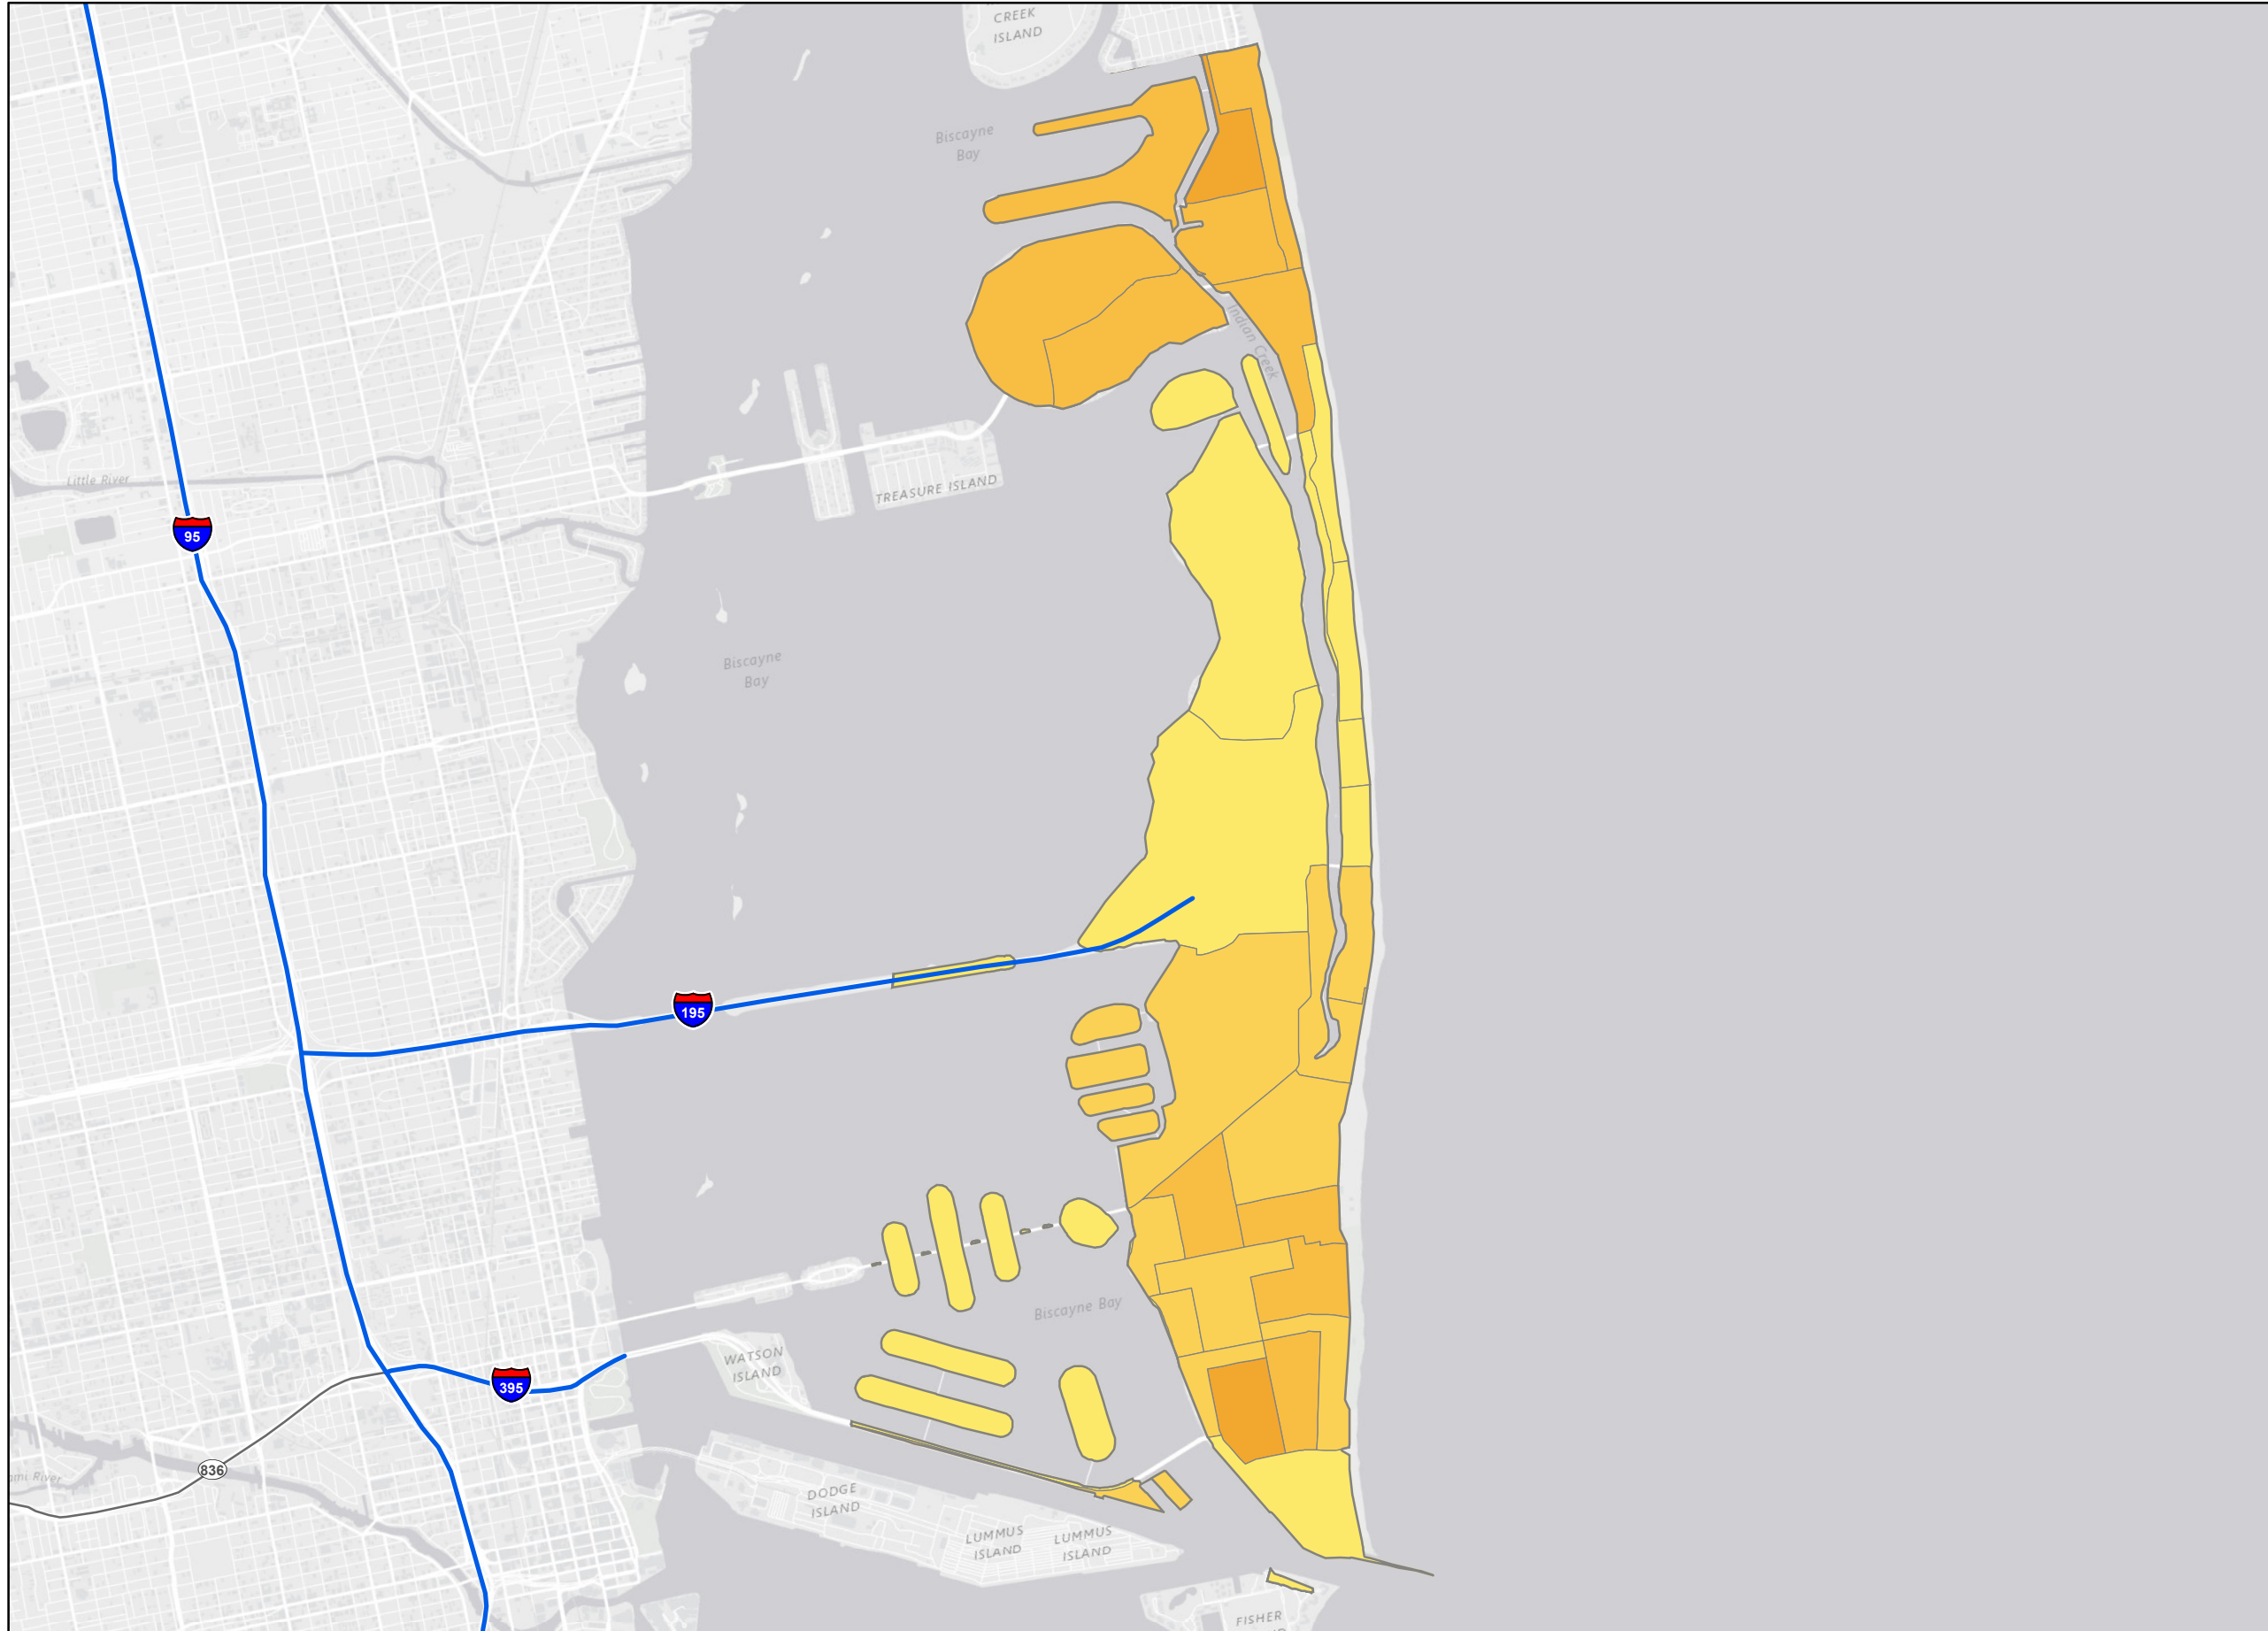 CREEK
ISLAND
Biscayne
Bay
Indian Creek
Little River
TREASURE ISLAND
95
Biscayne
Bay
195
Biscayne Bay
WATSON
ISLAND
395
836
DODGE
ISLAND
LUMMUS
ISLAND
LUMMUS
ISLAND
FISHER